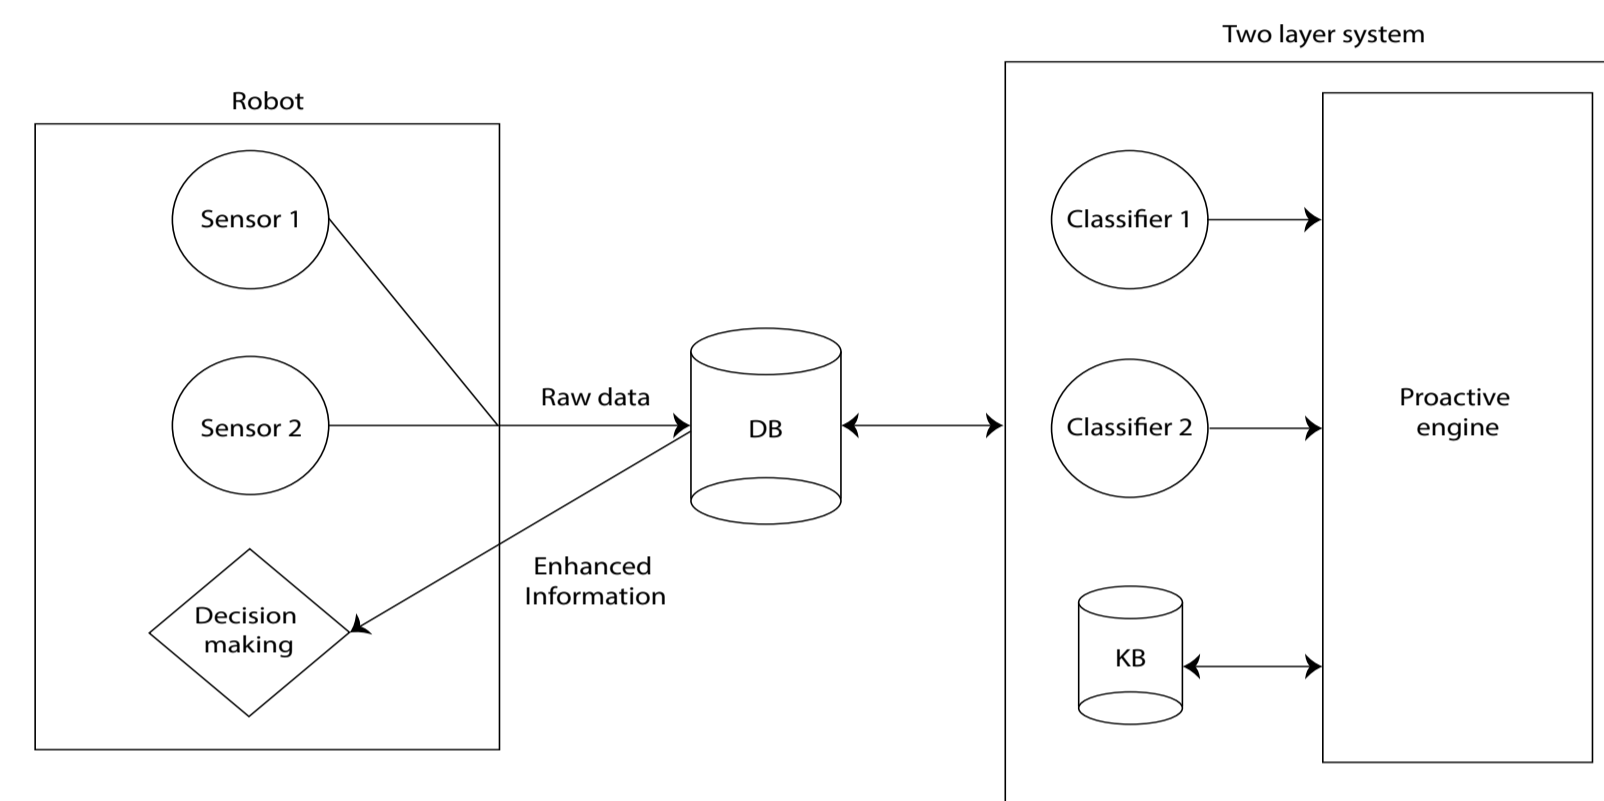 Two layer system
Robot
Sensor 1
Classifier 1
Raw data
Proactive
engine
Sensor 2
DB
Classifier 2
Enhanced
Information
Decision
making
KB